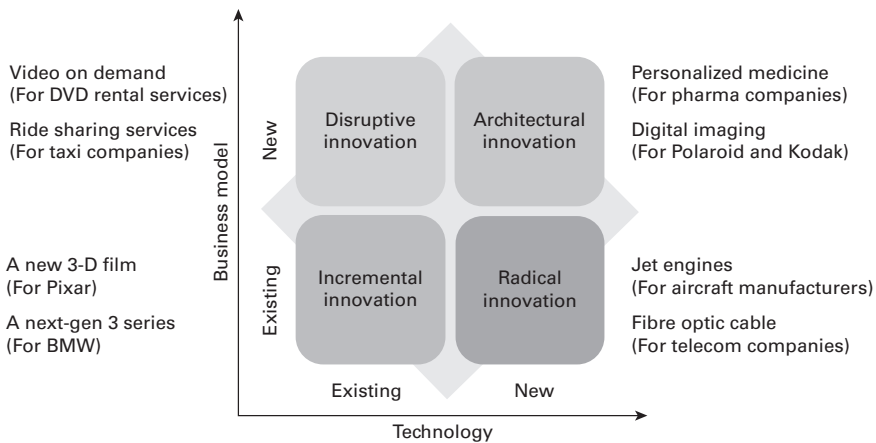 Video on demand
(For DVD rental services)
Ride sharing services
(For taxi companies)
A new 3-D film
(For Pixar)
A next-gen 3 series
(For BMW)
Business model
New
Existing
Disruptive
innovation
Architectural
innovation
Incremental
innovation
Radical
innovation
Existing
New
Technology
Personalized medicine
(For pharma companies)
Digital imaging
(For Polaroid and Kodak)
Jet engines
(For aircraft manufacturers)
Fibre optic cable
(For telecom companies)